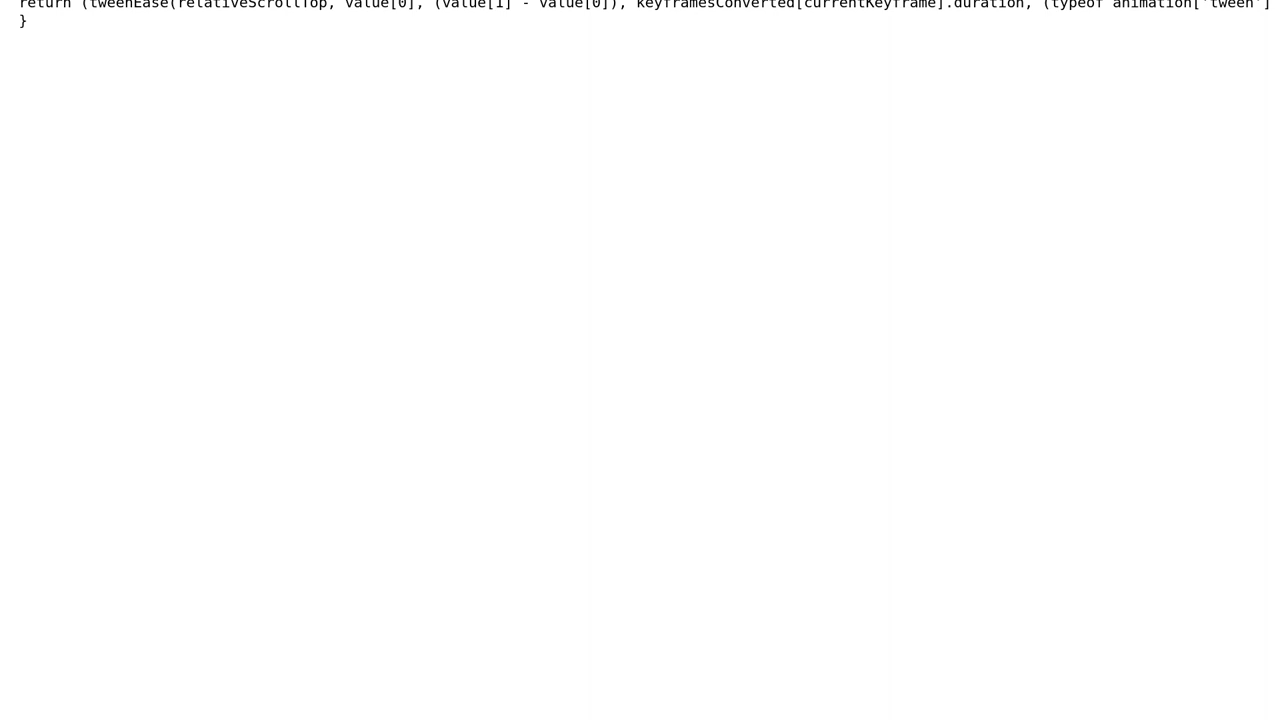 return (tweenEase(relativeScrollTop, value[0], (value[1] - value[0]), keyframesConverted[currentKeyframe].duration, (typeof animation['tween']
}